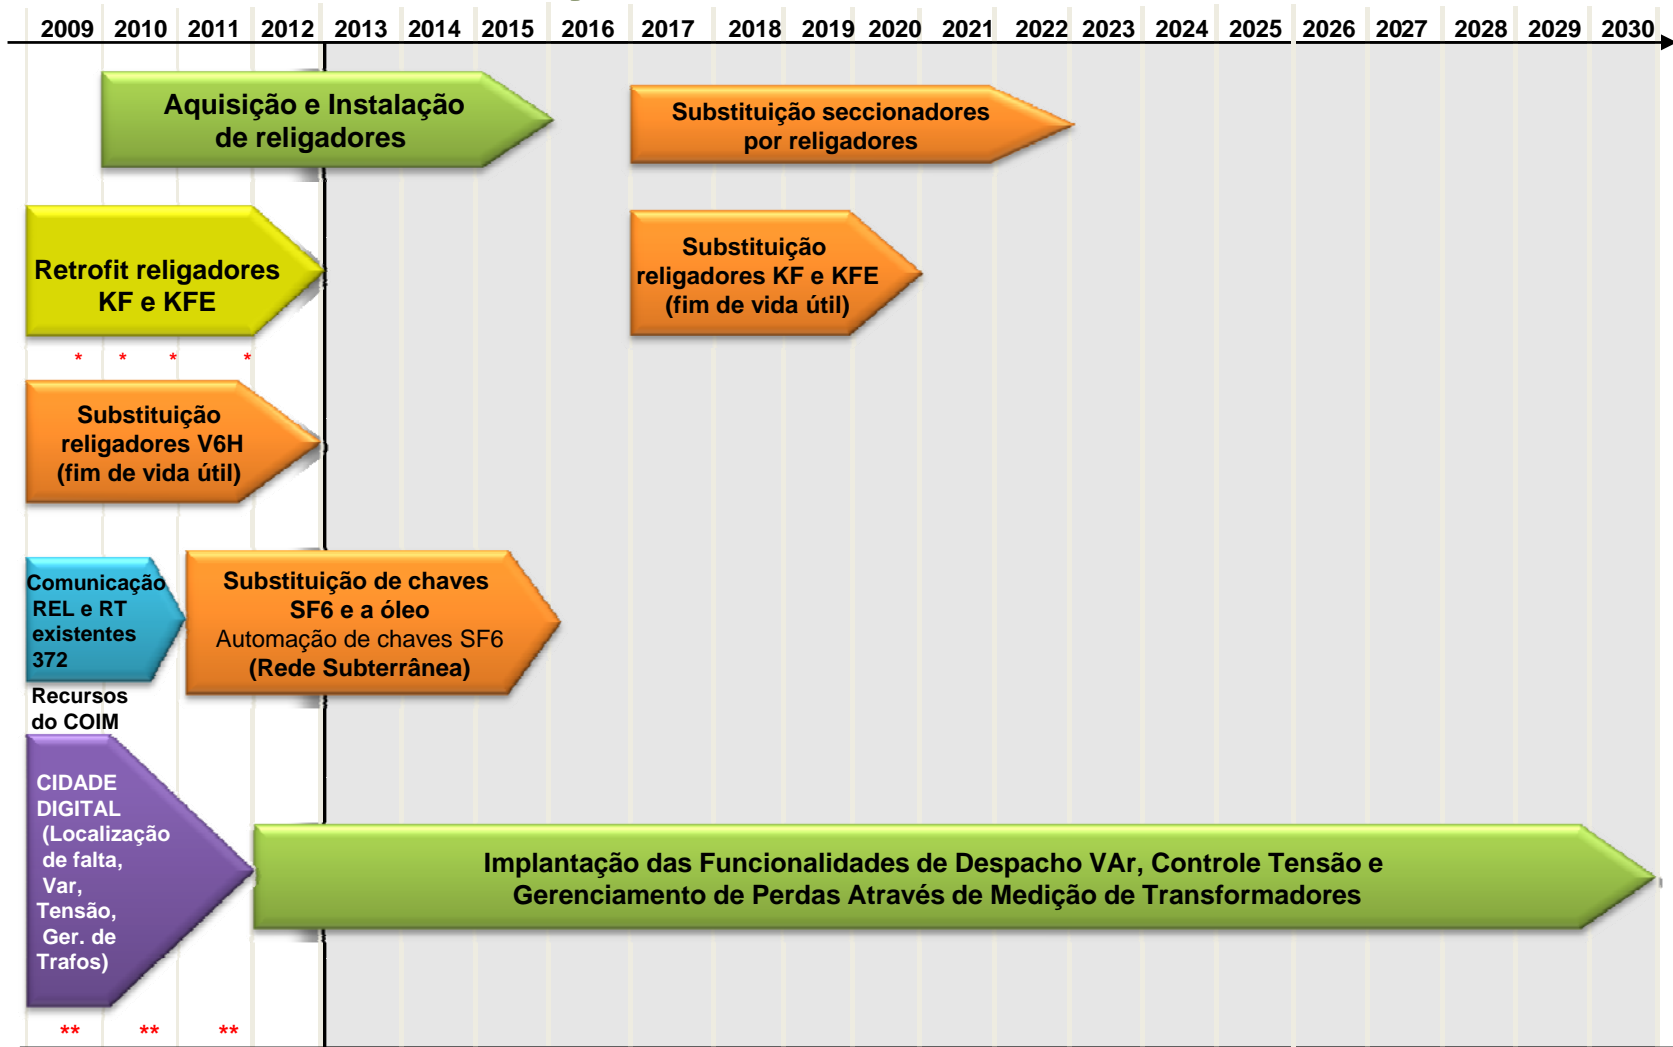 2009 2010 2011 2012 2013 2014 2015 2016 2017 2018 2019 2020 2021 2022 2023 2024 2025 2026 2027 2028 2029 2030
Aquisição e Instalação
de religadores
Substituição seccionadores
por religadores
Retrofit religadores
KF e KFE
Substituição
religadores KF e KFE
(fim de vida útil)
* * * *
Substituição
religadores V6H
(fim de vida útil)
Comunicação
REL e RT
existentes
372
Substituição de chaves
SF6 e a óleo
Automação de chaves SF6
(Rede Subterrânea)
Recursos
do COIM
CIDADE
DIGITAL
(Localização
de falta,
Var,
Tensão,
Ger. de
Trafos)
Implantação das Funcionalidades de Despacho VAr, Controle Tensão e
Gerenciamento de Perdas Através de Medição de Transformadores
** ** **